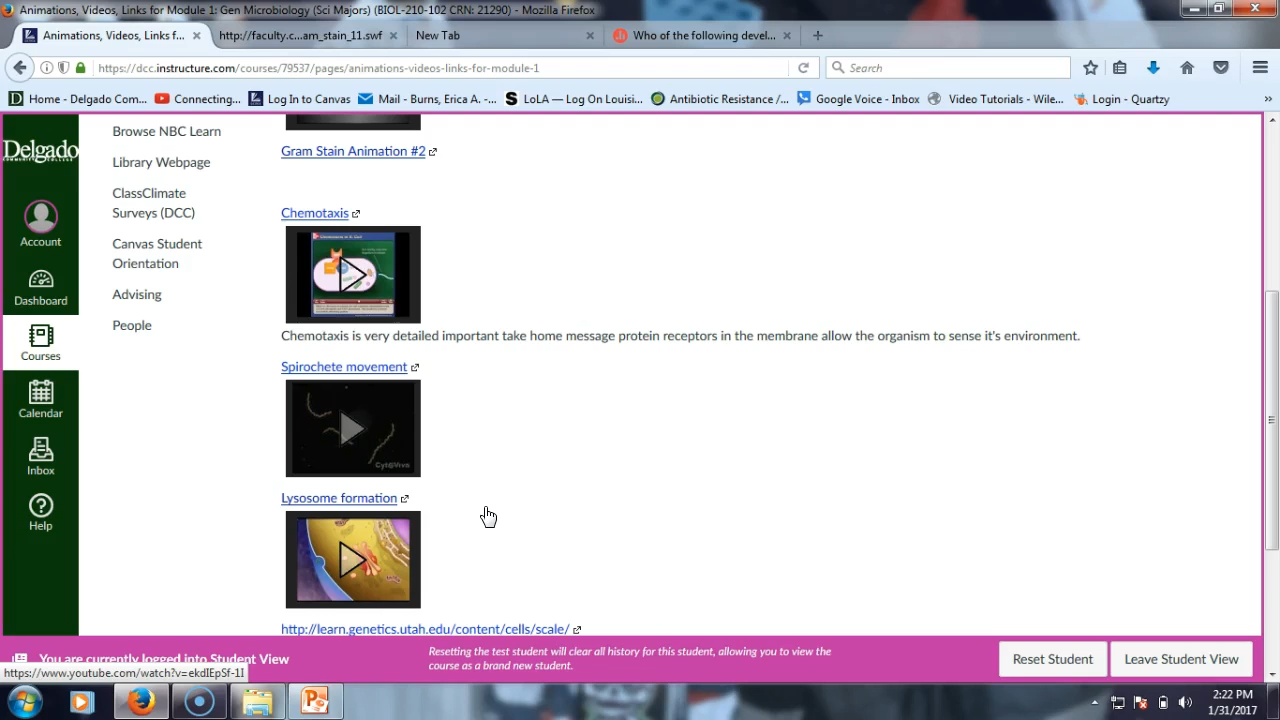 Animations, Videos, Links for Module 1: Gen Microbiology (Sci Majors) (BIOL-210-102 CRN: 21290) - Mozilla Firefox
Animations, Videos, Links f...
http://faculty.c...am_stain_11.swf
New Tab
Who of the following devel...
https://dcc.instructure.com/courses/79537/pages/animations-videos-links-for-module-1
Search
Home - Delgado Com...
Connecting...
Log In to Canvas
Mail - Burns, Erica A. -...
LoLA — Log On Louisi...
Antibiotic Resistance /...
Google Voice - Inbox
Video Tutorials - Wile...
Login - Quartzy
Delgado
COMMUNITY COLLEGE
Account
Dashboard
Courses
Calendar
Inbox
Help
Browse NBC Learn
Library Webpage
ClassClimate
Surveys (DCC)
Canvas Student
Orientation
Advising
People
Gram Stain Animation #2
Chemotaxis
Chemotaxis is very detailed important take home message protein receptors in the membrane allow the organism to sense it's environment.
Spirochete movement
CytoViva
Lysosome formation
http://learn.genetics.utah.edu/content/cells/scale/
You are currently logged into Student View
Resetting the test student will clear all history for this student, allowing you to view the
course as a brand new student.
Reset Student
Leave Student View
https://www.youtube.com/watch?v=ekdIEpSf-1I
2:22 PM
1/31/2017